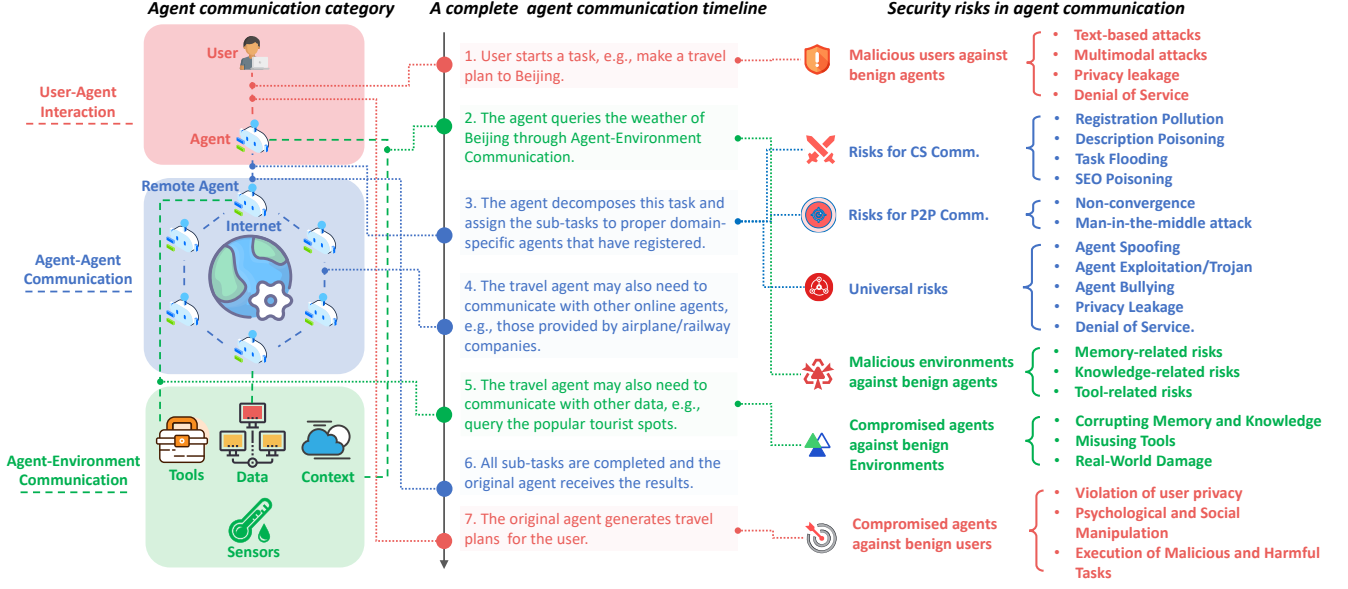 Agent communication category
User
User-Agent
Interaction
Agent
Remote Agent
Internet
Agent-Agent
Communication
Agent-Environment
Communication
Tools
Data
Context
Sensors
A complete agent communication timeline
1. User starts a task, e.g., make a travel
plan to Beijing.
2. The agent queries the weather of
Beijing through Agent-Environment
Communication.
3. The agent decomposes this task and
assign the sub-tasks to proper domain-
specific agents that have registered.
4. The travel agent may also need to
communicate with other online agents,
e.g., those provided by airplane/railway
companies.
5. The travel agent may also need to
communicate with other data, e.g.,
query the popular tourist spots.
6. All sub-tasks are completed and the
original agent receives the results.
7. The original agent generates travel
plans for the user.
Security risks in agent communication
Malicious users against
benign agents
• Text-based attacks
• Multimodal attacks
• Privacy leakage
• Denial of Service
Risks for CS Comm.
• Registration Pollution
• Description Poisoning
• Task Flooding
• SEO Poisoning
Risks for P2P Comm.
• Non-convergence
• Man-in-the-middle attack
Universal risks
• Agent Spoofing
• Agent Exploitation/Trojan
• Agent Bullying
• Privacy Leakage
• Denial of Service.
Malicious environments
against benign agents
• Memory-related risks
• Knowledge-related risks
• Tool-related risks
Compromised agents
against benign
Environments
• Corrupting Memory and Knowledge
• Misusing Tools
• Real-World Damage
Compromised agents
against benign users
• Violation of user privacy
• Psychological and Social
Manipulation
• Execution of Malicious and Harmful
Tasks